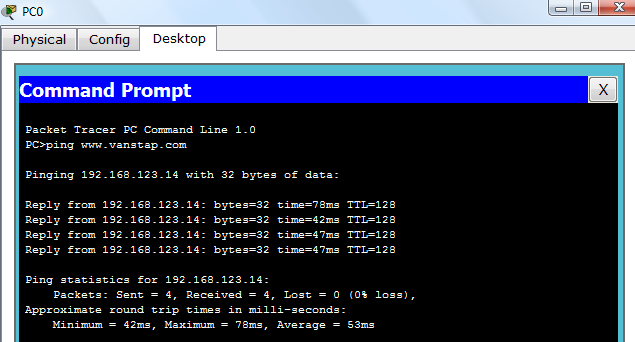 PC0
Physical Config Desktop
Command Prompt
X
Packet Tracer PC Command Line 1.0
PC>ping www.vanstap.com
Pinging 192.168.123.14 with 32 bytes of data:
Reply from 192.168.123.14: bytes=32 time=78ms TTL=128
Reply from 192.168.123.14: bytes=32 time=42ms TTL=128
Reply from 192.168.123.14: bytes=32 time=47ms TTL=128
Reply from 192.168.123.14: bytes=32 time=47ms TTL=128
Ping statistics for 192.168.123.14:
Packets: Sent = 4, Received = 4, Lost = 0 (0% loss),
Approximate round trip times in milli-seconds:
Minimum = 42ms, Maximum = 78ms, Average = 53ms